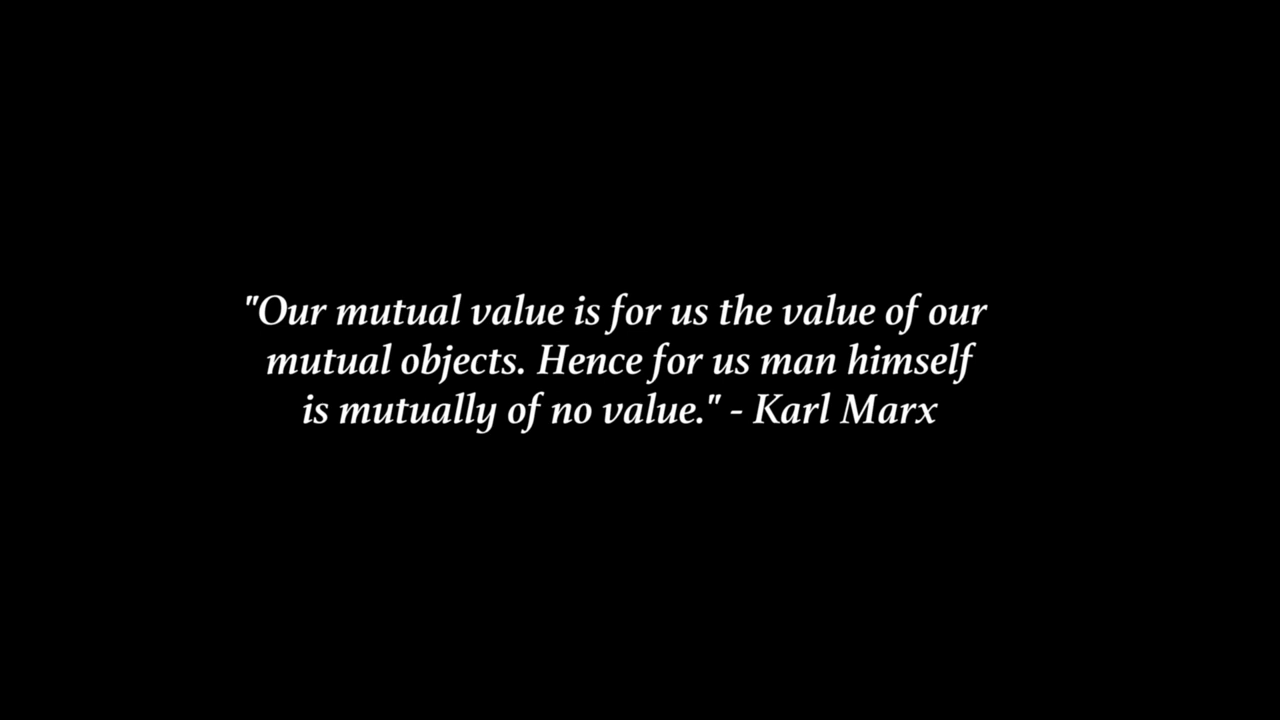 "Our mutual value is for us the value of our
mutual objects. Hence for us man himself
is mutually of no value." - Karl Marx